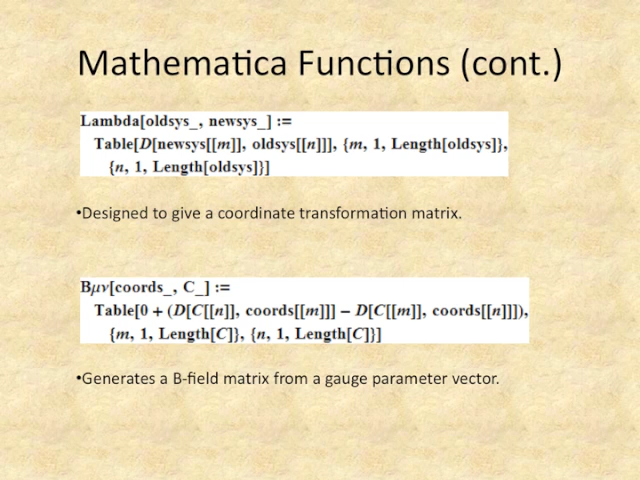 Mathematica Functions (cont.)
Lambda[oldsys_, newsys_] :=
Table[D[newsys[[m]], oldsys[[n]]], {m, 1, Length[oldsys]},
{n, 1, Length[oldsys]}]
•Designed to give a coordinate transformation matrix.
Bμν[coords_, C_] :=
Table[0 + (D[C[[n]], coords[[m]]] − D[C[[m]], coords[[n]]]),
{m, 1, Length[C]}, {n, 1, Length[C]}]
•Generates a B-field matrix from a gauge parameter vector.